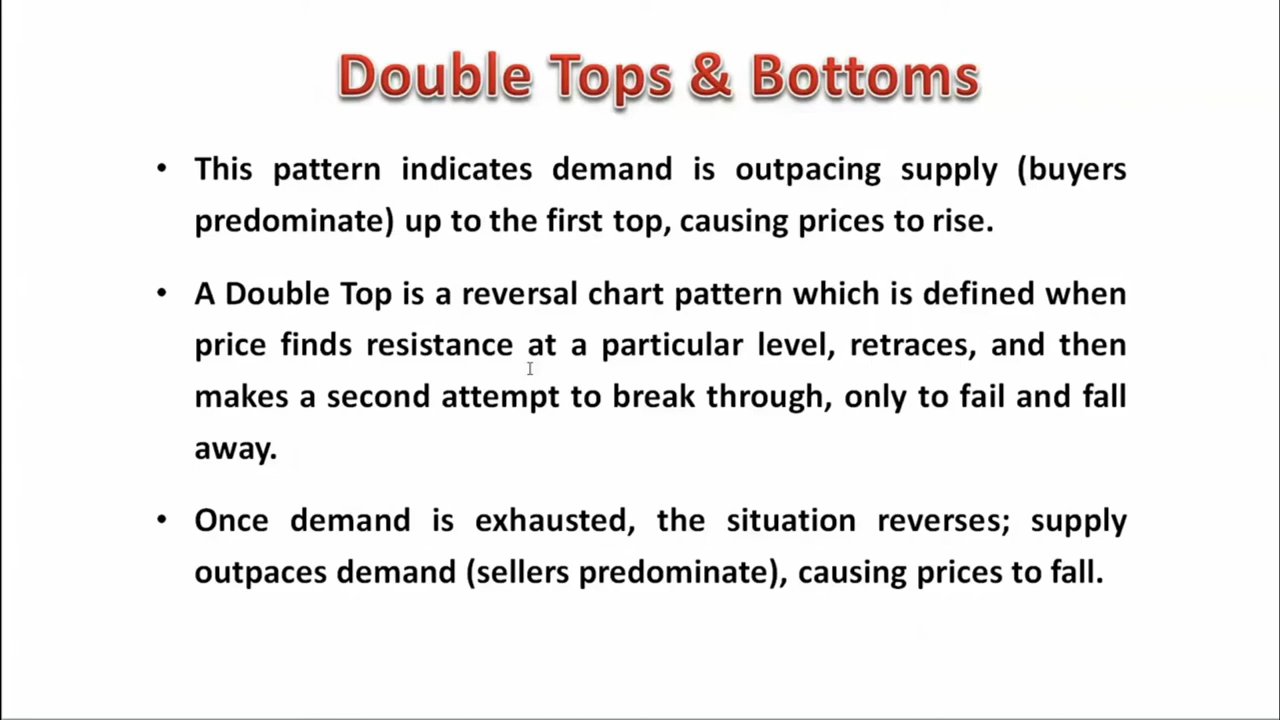 Double Tops & Bottoms
• This pattern indicates demand is outpacing supply (buyers
predominate) up to the first top, causing prices to rise.
• A Double Top is a reversal chart pattern which is defined when
price finds resistance at a particular level, retraces, and then
makes a second attempt to break through, only to fail and fall
away.
• Once demand is exhausted, the situation reverses; supply
outpaces demand (sellers predominate), causing prices to fall.